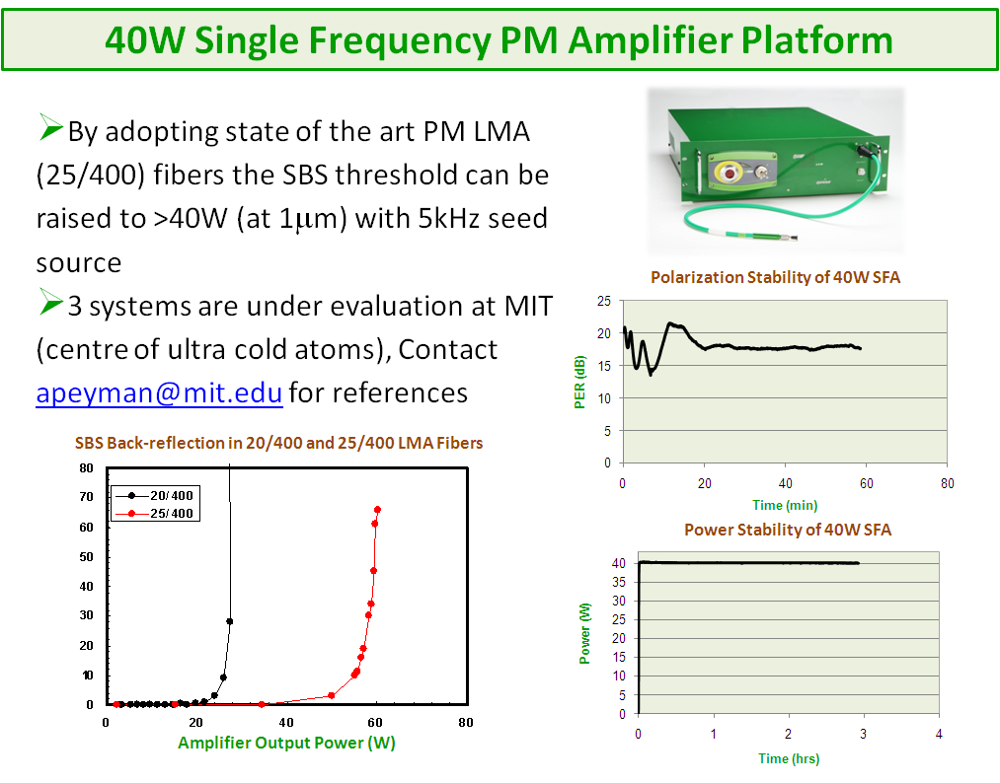 40W Single Frequency PM Amplifier Platform
➢By adopting state of the art PM LMA
(25/400) fibers the SBS threshold can be
raised to >40W (at 1μm) with 5kHz seed
source
➢3 systems are under evaluation at MIT
(centre of ultra cold atoms), Contact
apeyman@mit.edu for references
SBS Back-reflection in 20/400 and 25/400 LMA Fibers
80
70
60
50
40
30
20
10
0
20/400
25/400
0 20 40 60 80
Amplifier Output Power (W)
Polarization Stability of 40W SFA
PER (dB)
25
20
15
10
5
0
0 20 40 60 80
Time (min)
Power Stability of 40W SFA
Power (W)
40
35
30
25
20
15
10
5
0
0 1 2 3 4
Time (hrs)